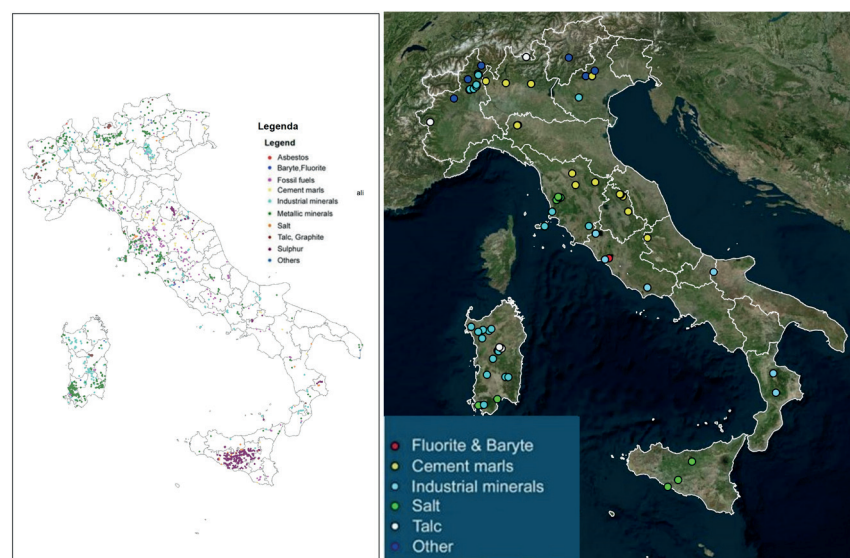 Legenda
Legend
Asbestos
Baryte,Fluorite
Fossil fuels
Cement marls
Industrial minerals
Metallic minerals
Salt
Talc, Graphite
Sulphur
Others
ali
Fluorite & Baryte
Cement marls
Industrial minerals
Salt
Talc
Other